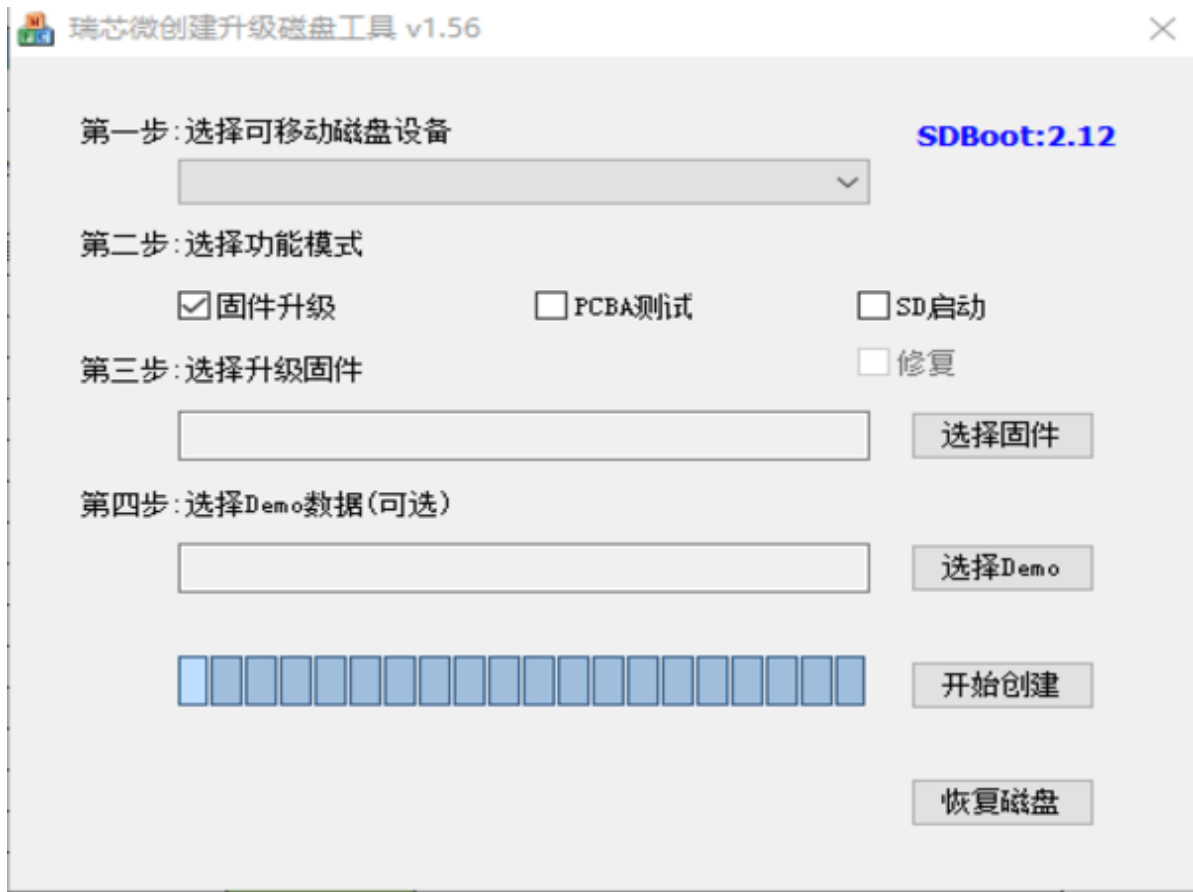 瑞芯微创建升级磁盘工具 v1.56
第一步:选择可移动磁盘设备
SDBoot:2.12
第二步:选择功能模式
固件升级
PCBA测试
SD启动
修复
第三步:选择升级固件
选择固件
第四步:选择Demo数据(可选)
选择Demo
开始创建
恢复磁盘